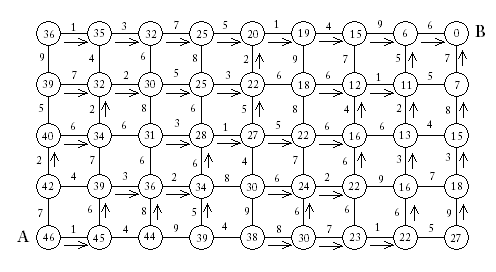 1 3 7 5 1 4 9 6
36 35 32 25 20 19 15 6 0 B
9 4 6 8 2 9 7 5 7
7 2 5 3 6 6 1 5
39 32 30 25 22 18 12 11 7
5 2 8 6 5 8 4 2 8
6 6 3 1 5 6 6 4
40 34 31 28 27 22 16 13 15
2 7 6 6 4 7 6 3 3
4 3 2 8 6 2 9 7
42 39 36 34 30 24 22 16 18
7 6 8 5 9 6 6 6 9
1 4 9 4 8 7 1 5
A 46 45 44 39 38 30 23 22 27